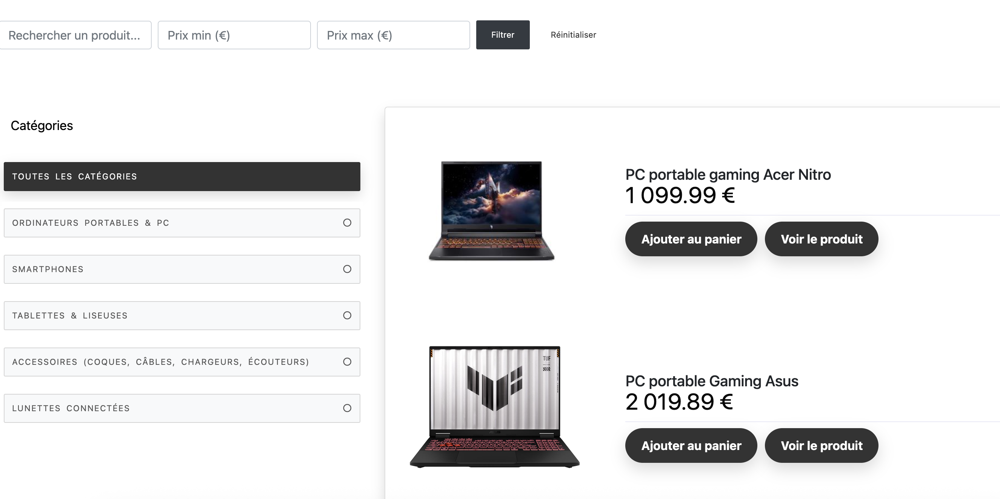 Rechercher un produit...
Prix min (€)
Prix max (€)
Filtrer
Réinitialiser
Catégories
TOUTES LES CATÉGORIES
ORDINATEURS PORTABLES & PC
SMARTPHONES
TABLETTES & LISEUSES
ACCESSOIRES (COQUES, CÂBLES, CHARGEURS, ÉCOUTEURS)
LUNETTES CONNECTÉES
PC portable gaming Acer Nitro
1 099.99 €
Ajouter au panier
Voir le produit
TUF
ASUS
PC portable Gaming Asus
2 019.89 €
Ajouter au panier
Voir le produit